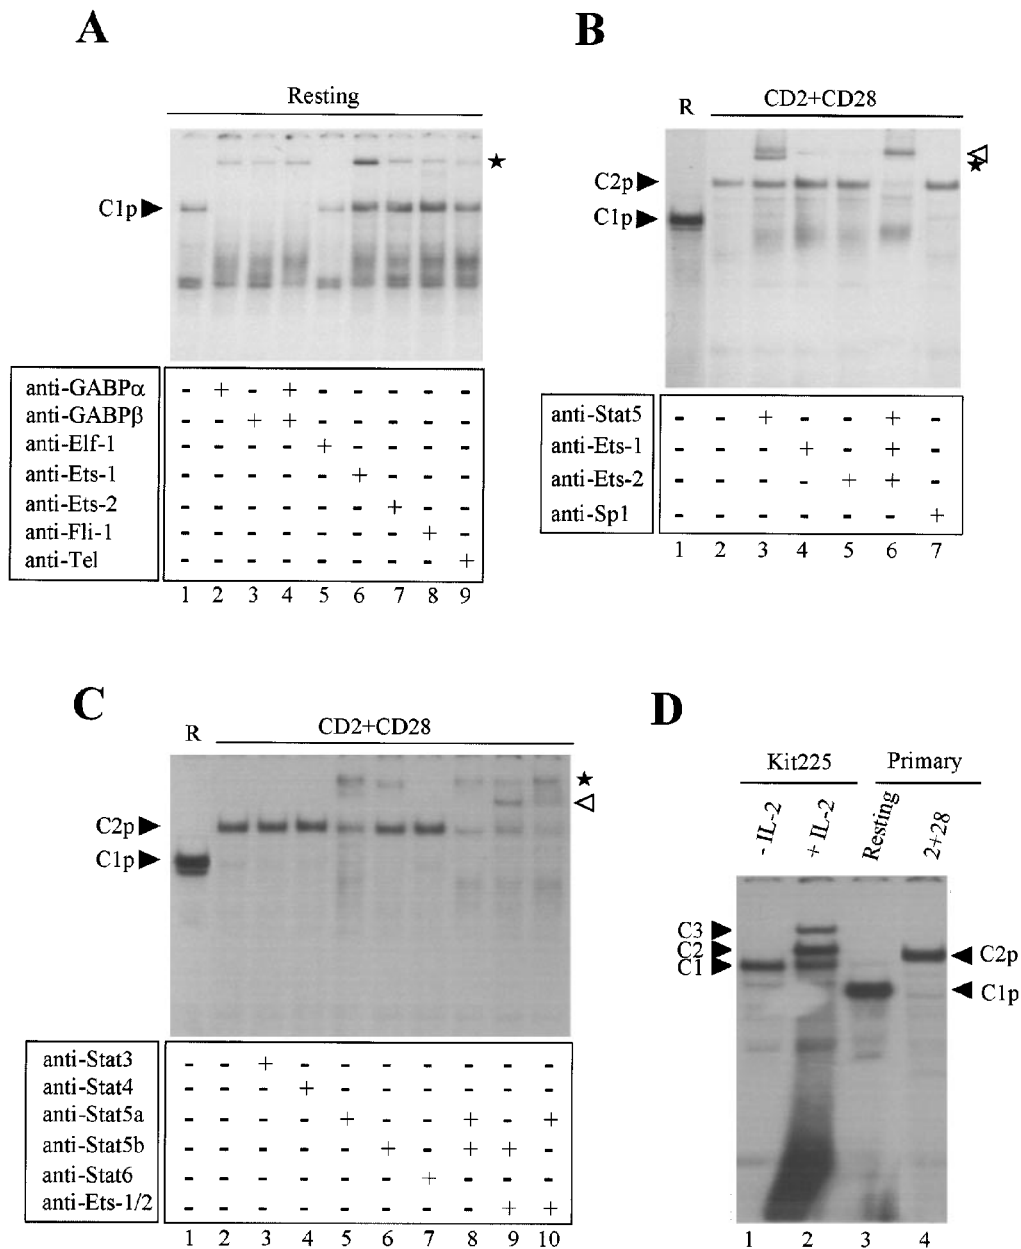 A
Resting
C1p
anti-GABPα - + - + - - - - -
anti-GABPβ - - + + - - - - -
anti-Elf-1 - - - - + - - - -
anti-Ets-1 - - - - - + - - -
anti-Ets-2 - - - - - - + - -
anti-Fli-1 - - - - - - - + -
anti-Tel - - - - - - - - +
1 2 3 4 5 6 7 8 9
B
R CD2+CD28
C2p
C1p
anti-Stat5 - - + - - + -
anti-Ets-1 - - - + - + -
anti-Ets-2 - - - - + + -
anti-Sp1 - - - - - - +
1 2 3 4 5 6 7
C
R CD2+CD28
C2p
C1p
anti-Stat3 - - + - - - - - - -
anti-Stat4 - - - + - - - - - -
anti-Stat5a - - - - + - - + - +
anti-Stat5b - - - - - + - + + -
anti-Stat6 - - - - - - + - - -
anti-Ets-1/2 - - - - - - - - + +
1 2 3 4 5 6 7 8 9 10
D
Kit225 Primary
- IL-2 + IL-2 Resting 2+28
C3
C2
C1
C2p
C1p
1 2 3 4